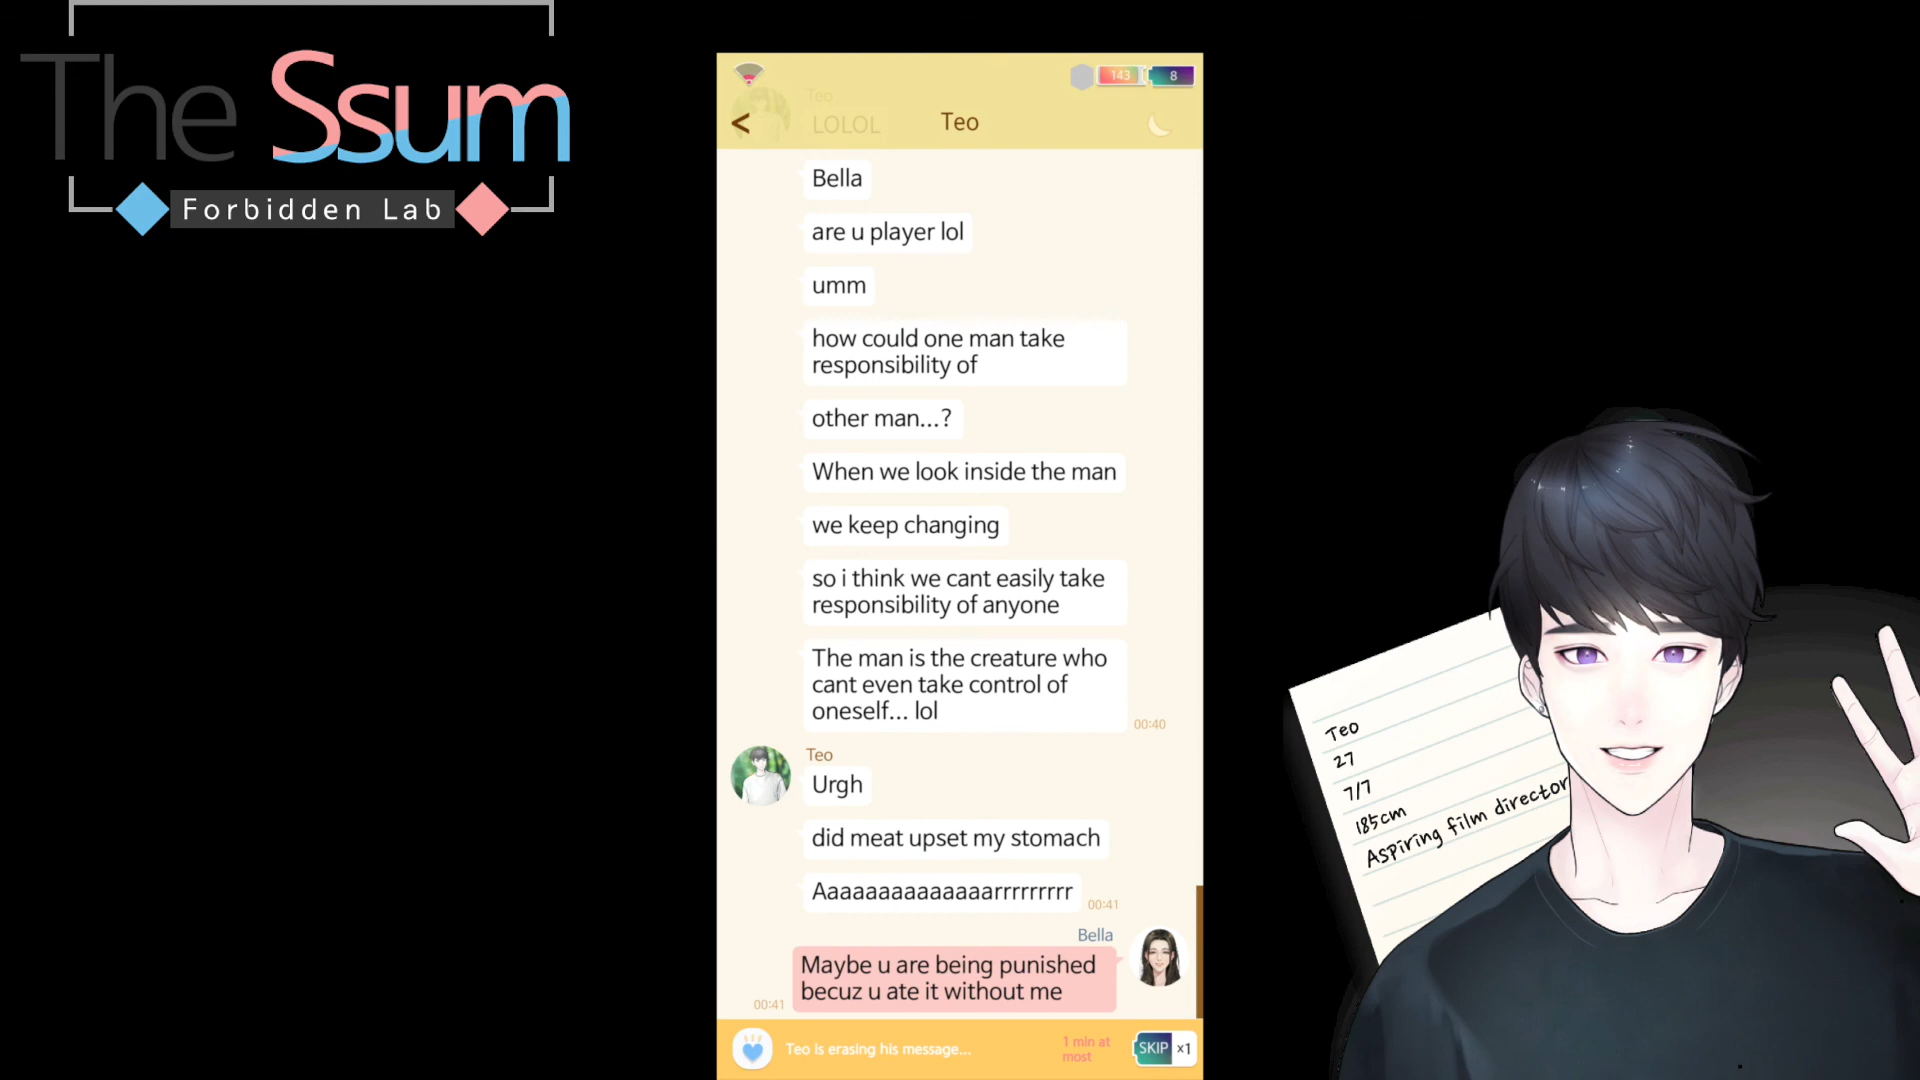 The Ssum
Forbidden Lab
143
8
Teo
LOLOL
<
Teo
Bella
are u player lol
umm
how could one man take
responsibility of
other man...?
When we look inside the man
we keep changing
so i think we cant easily take
responsibility of anyone
The man is the creature who
cant even take control of
oneself... lol
00:40
Teo
Urgh
did meat upset my stomach
Aaaaaaaaaaaaaarrrrrrrrr
00:41
Bella
Maybe u are being punished
becuz u ate it without me
00:41
Teo is erasing his message...
1 min at
most
SKIP x1
Teo
27
7/7
185cm
Aspiring film director